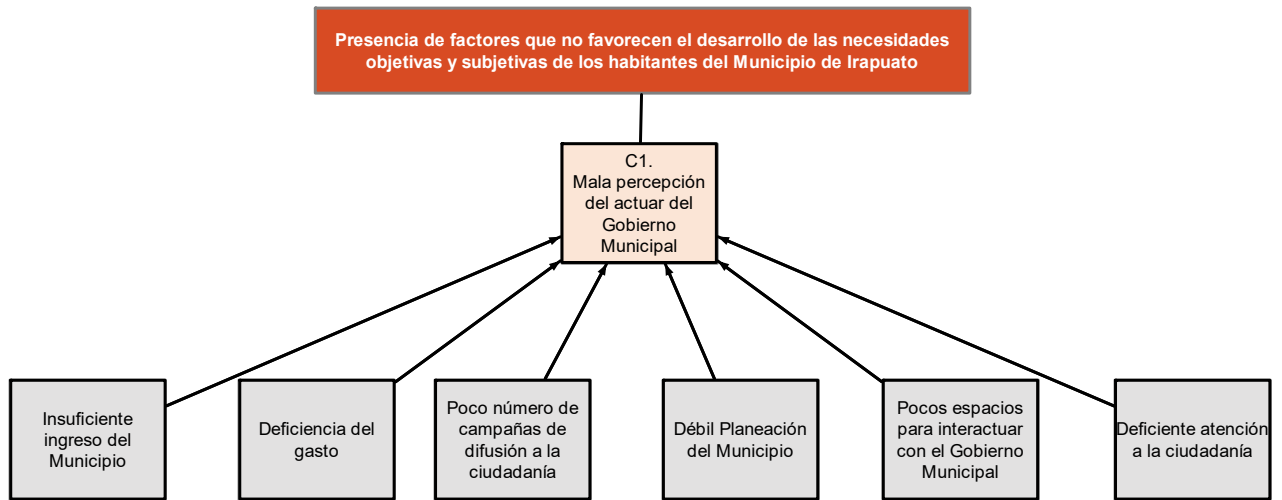 Presencia de factores que no favorecen el desarrollo de las necesidades
objetivas y subjetivas de los habitantes del Municipio de Irapuato
C1.
Mala percepción
del actuar del
Gobierno
Municipal
Insuficiente
ingreso del
Municipio
Deficiencia del
gasto
Poco número de
campañas de
difusión a la
ciudadanía
Débil Planeación
del Municipio
Pocos espacios
para interactuar
con el Gobierno
Municipal
Deficiente atención
a la ciudadanía